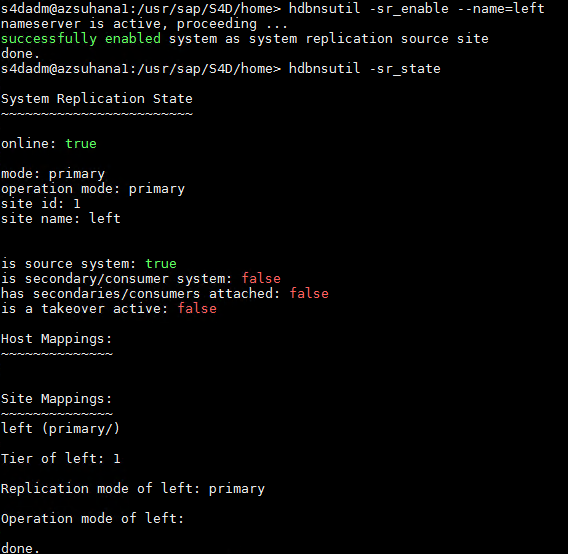 s4dadm@azsuhana1:/usr/sap/S4D/home> hdbnsutil -sr_enable --name=left
nameserver is active, proceeding ...
successfully enabled system as system replication source site
done.
s4dadm@azsuhana1:/usr/sap/S4D/home> hdbnsutil -sr_state
System Replication State
~~~~~~~~~~~~~~~~~~~~~~~~
online: true
mode: primary
operation mode: primary
site id: 1
site name: left
is source system: true
is secondary/consumer system: false
has secondaries/consumers attached: false
is a takeover active: false
Host Mappings:
~~~~~~~~~~~~~~
Site Mappings:
~~~~~~~~~~~~~~
left (primary/)
Tier of left: 1
Replication mode of left: primary
Operation mode of left:
done.